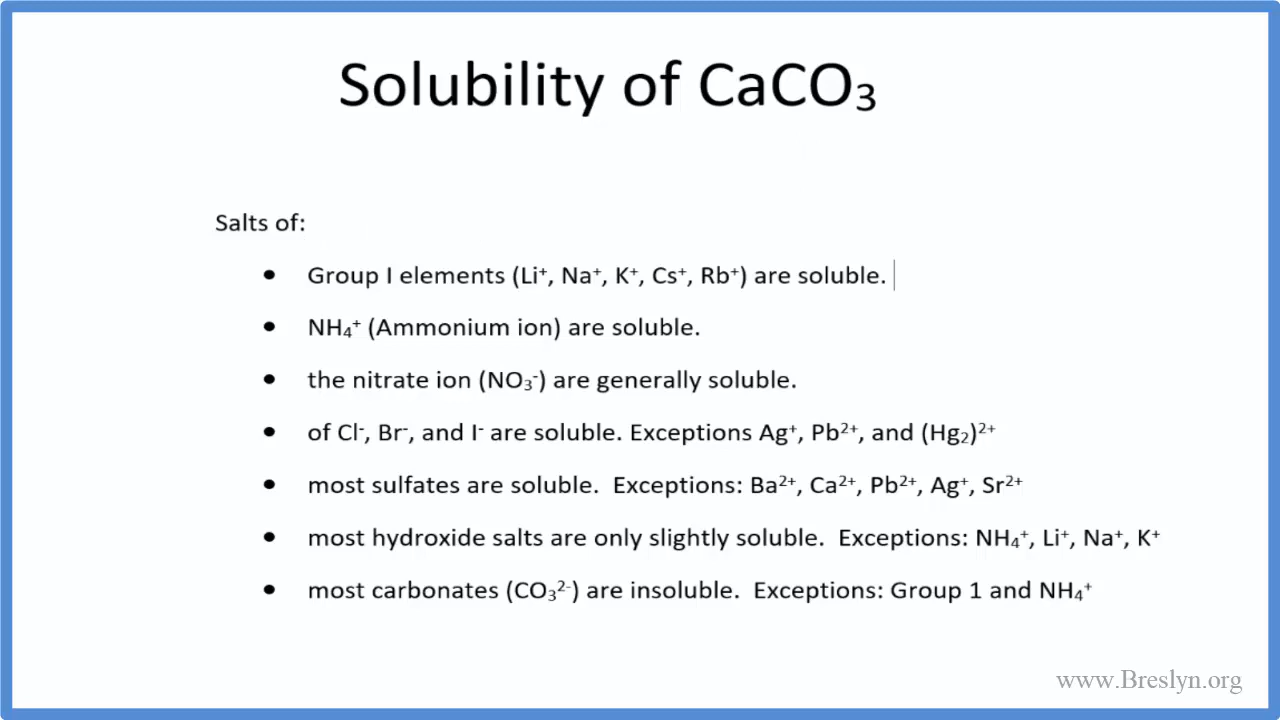 Solubility of CaCO₃
Salts of:
• Group I elements (Li⁺, Na⁺, K⁺, Cs⁺, Rb⁺) are soluble.
• NH₄⁺ (Ammonium ion) are soluble.
• the nitrate ion (NO₃⁻) are generally soluble.
• of Cl⁻, Br⁻, and I⁻ are soluble. Exceptions Ag⁺, Pb²⁺, and (Hg₂)²⁺
• most sulfates are soluble. Exceptions: Ba²⁺, Ca²⁺, Pb²⁺, Ag⁺, Sr²⁺
• most hydroxide salts are only slightly soluble. Exceptions: NH₄⁺, Li⁺, Na⁺, K⁺
• most carbonates (CO₃²⁻) are insoluble. Exceptions: Group 1 and NH₄⁺
www.Breslyn.org